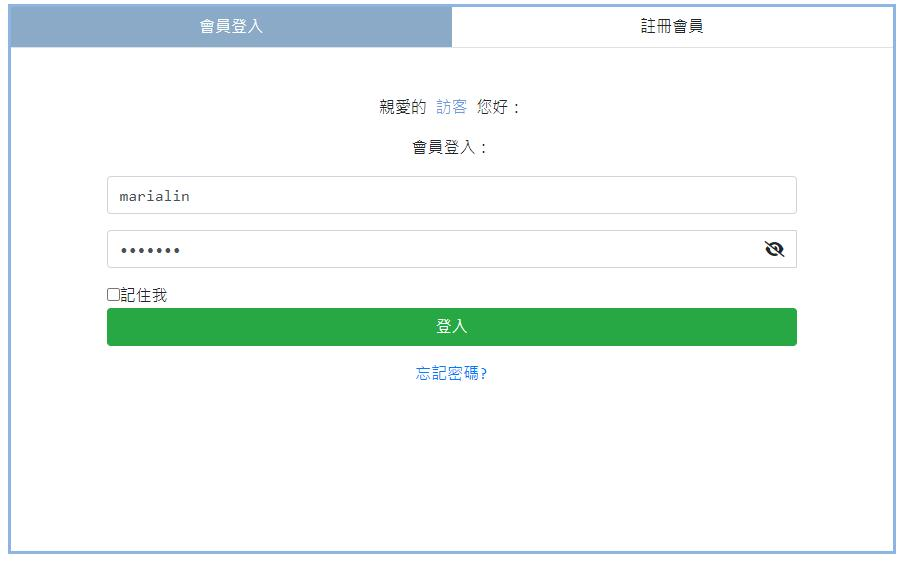 會員登入
註冊會員
親愛的 訪客 您好：
會員登入：
marialin
•••••••
記住我
登入
忘記密碼?